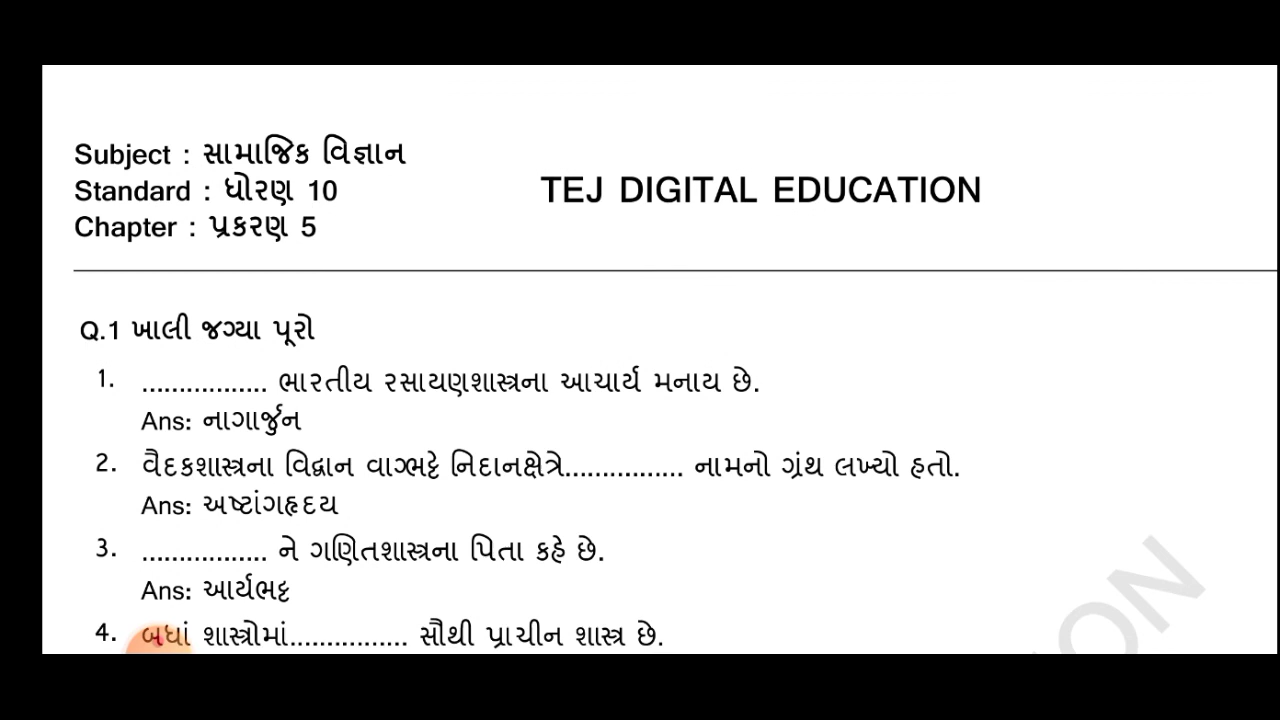 Subject : સામાજિક વિજ્ઞાન
Standard : ધોરણ 10
Chapter : પ્રકરણ 5
TEJ DIGITAL EDUCATION
Q.1 ખાલી જગ્યા પૂરો
1. ................. ભારતીય રસાયણશાસ્ત્રના આચાર્ય મનાય છે.
Ans: નાગાર્જુન
2. વૈદકશાસ્ત્રના વિદ્વાન વાગ્ભટ્ટે નિદાનક્ષેત્રે................ નામનો ગ્રંથ લખ્યો હતો.
Ans: અષ્ટાંગહૃદય
3. ................. ને ગણિતશાસ્ત્રના પિતા કહે છે.
Ans: આર્યભટ્ટ
4. બધાં શાસ્ત્રોમાં................ સૌથી પ્રાચીન શાસ્ત્ર છે.